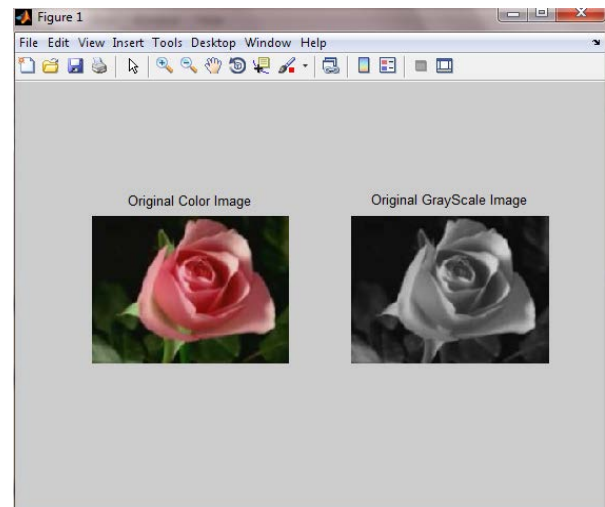 Figure 1
File Edit View Insert Tools Desktop Window Help
Original Color Image
Original GrayScale Image